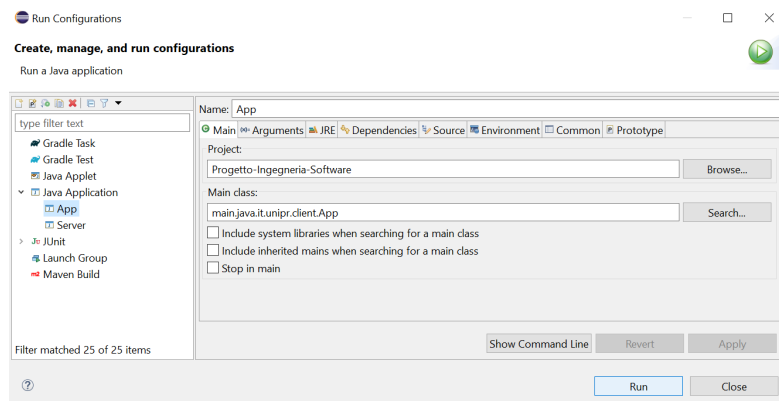 Run Configurations
Create, manage, and run configurations
Run a Java application
type filter text
Gradle Task
Gradle Test
Java Applet
Java Application
App
Server
JUnit
Launch Group
Maven Build
Filter matched 25 of 25 items
Name: App
Main Arguments JRE Dependencies Source Environment Common Prototype
Project:
Progetto-Ingegneria-Software Browse...
Main class:
main.java.it.unipr.client.App Search...
Include system libraries when searching for a main class
Include inherited mains when searching for a main class
Stop in main
Show Command Line Revert Apply
Run Close